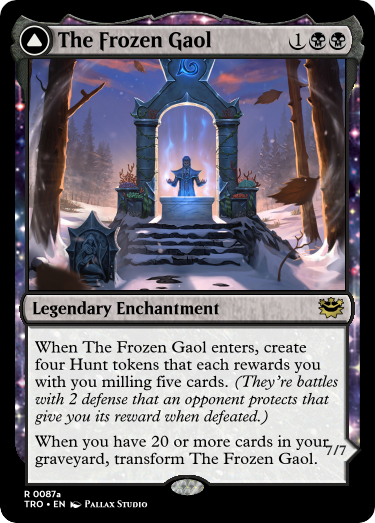 The Frozen Gaol 1
Legendary Enchantment
When The Frozen Gaol enters, create
four Hunt tokens that each rewards you
with you milling five cards. (They're battles
with 2 defense that an opponent protects that
give you its reward when defeated.)
When you have 20 or more cards in your
graveyard, transform The Frozen Gaol.
7/7
R 0087a
TRO • EN Pallax Studio